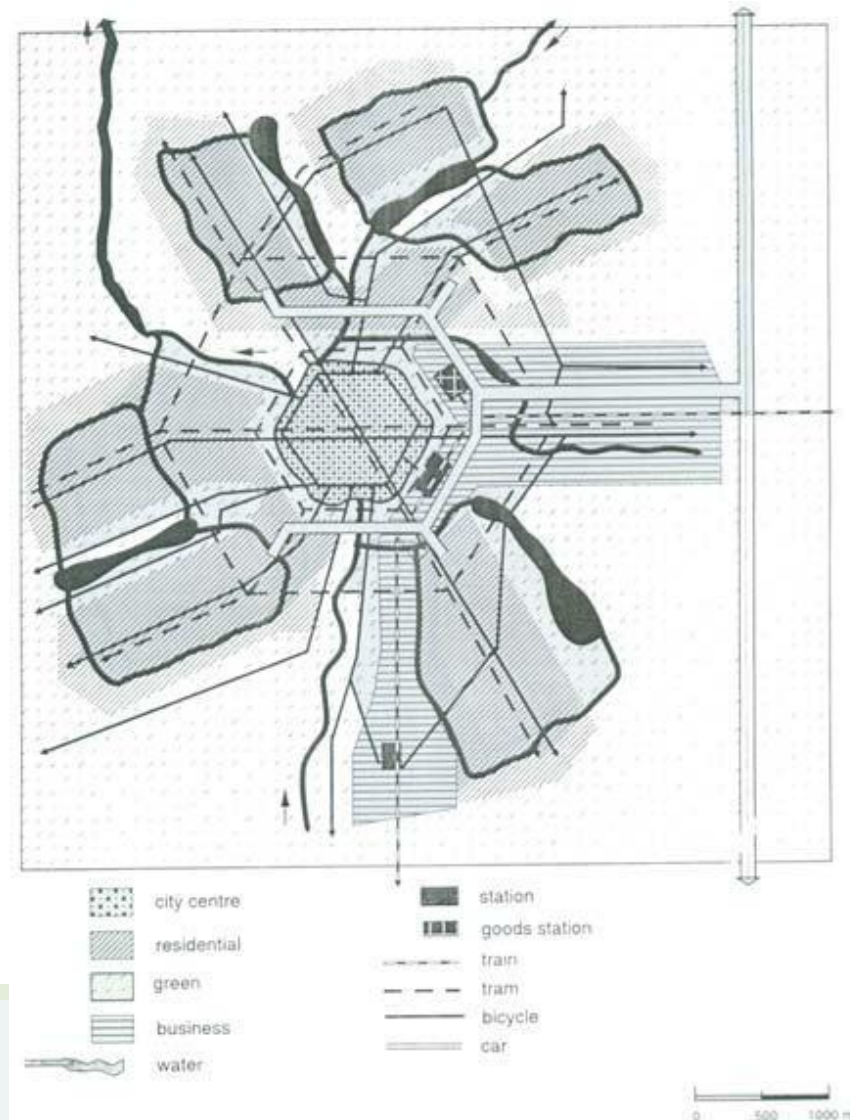 city centre
residential
green
business
water
station
goods station
train
tram
bicycle
car
0 500 1000 m